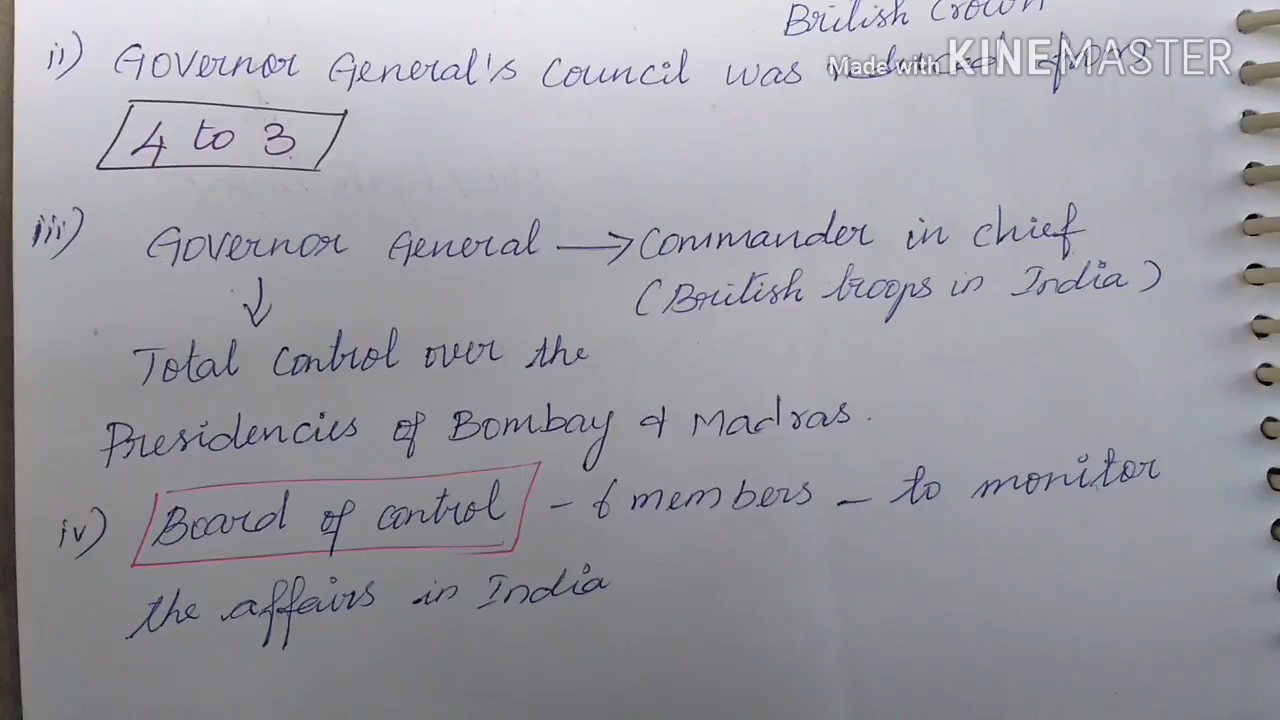 British Crown
ii) Governor General's Council was reduced from
Made with KINEMASTER
4 to 3
iii) Governor General → Commander in chief
(British troops in India)
↓
Total control over the
Presidencies of Bombay & Madras.
iv) Board of control - 6 members - to monitor
the affairs in India